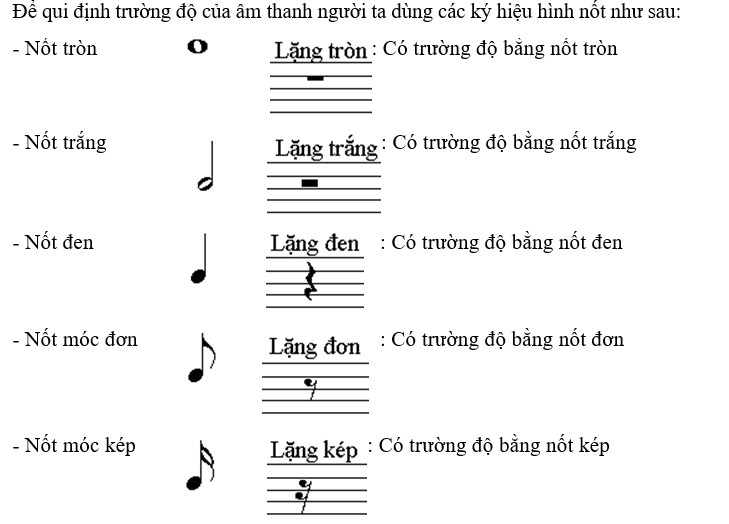 Để qui định trường độ của âm thanh người ta dùng các ký hiệu hình nốt như sau:
- Nốt tròn Lặng tròn : Có trường độ bằng nốt tròn
- Nốt trắng Lặng trắng : Có trường độ bằng nốt trắng
- Nốt đen Lặng đen : Có trường độ bằng nốt đen
- Nốt móc đơn Lặng đơn : Có trường độ bằng nốt đơn
- Nốt móc kép Lặng kép : Có trường độ bằng nốt kép